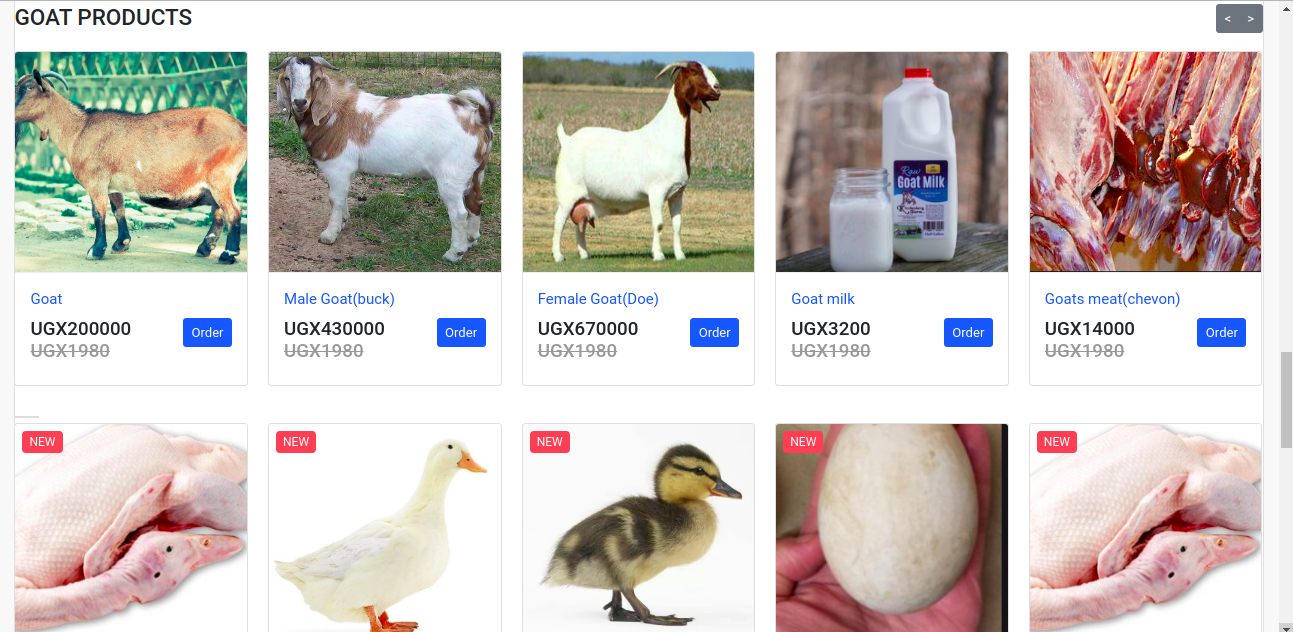 GOAT PRODUCTS
< >
Raw
Goat Milk
Goat
Male Goat(buck)
Female Goat(Doe)
Goat milk
Goats meat(chevon)
UGX200000
Order
UGX1980
UGX430000
Order
UGX1980
UGX670000
Order
UGX1980
UGX3200
Order
UGX1980
UGX14000
Order
UGX1980
NEW
NEW
NEW
NEW
NEW